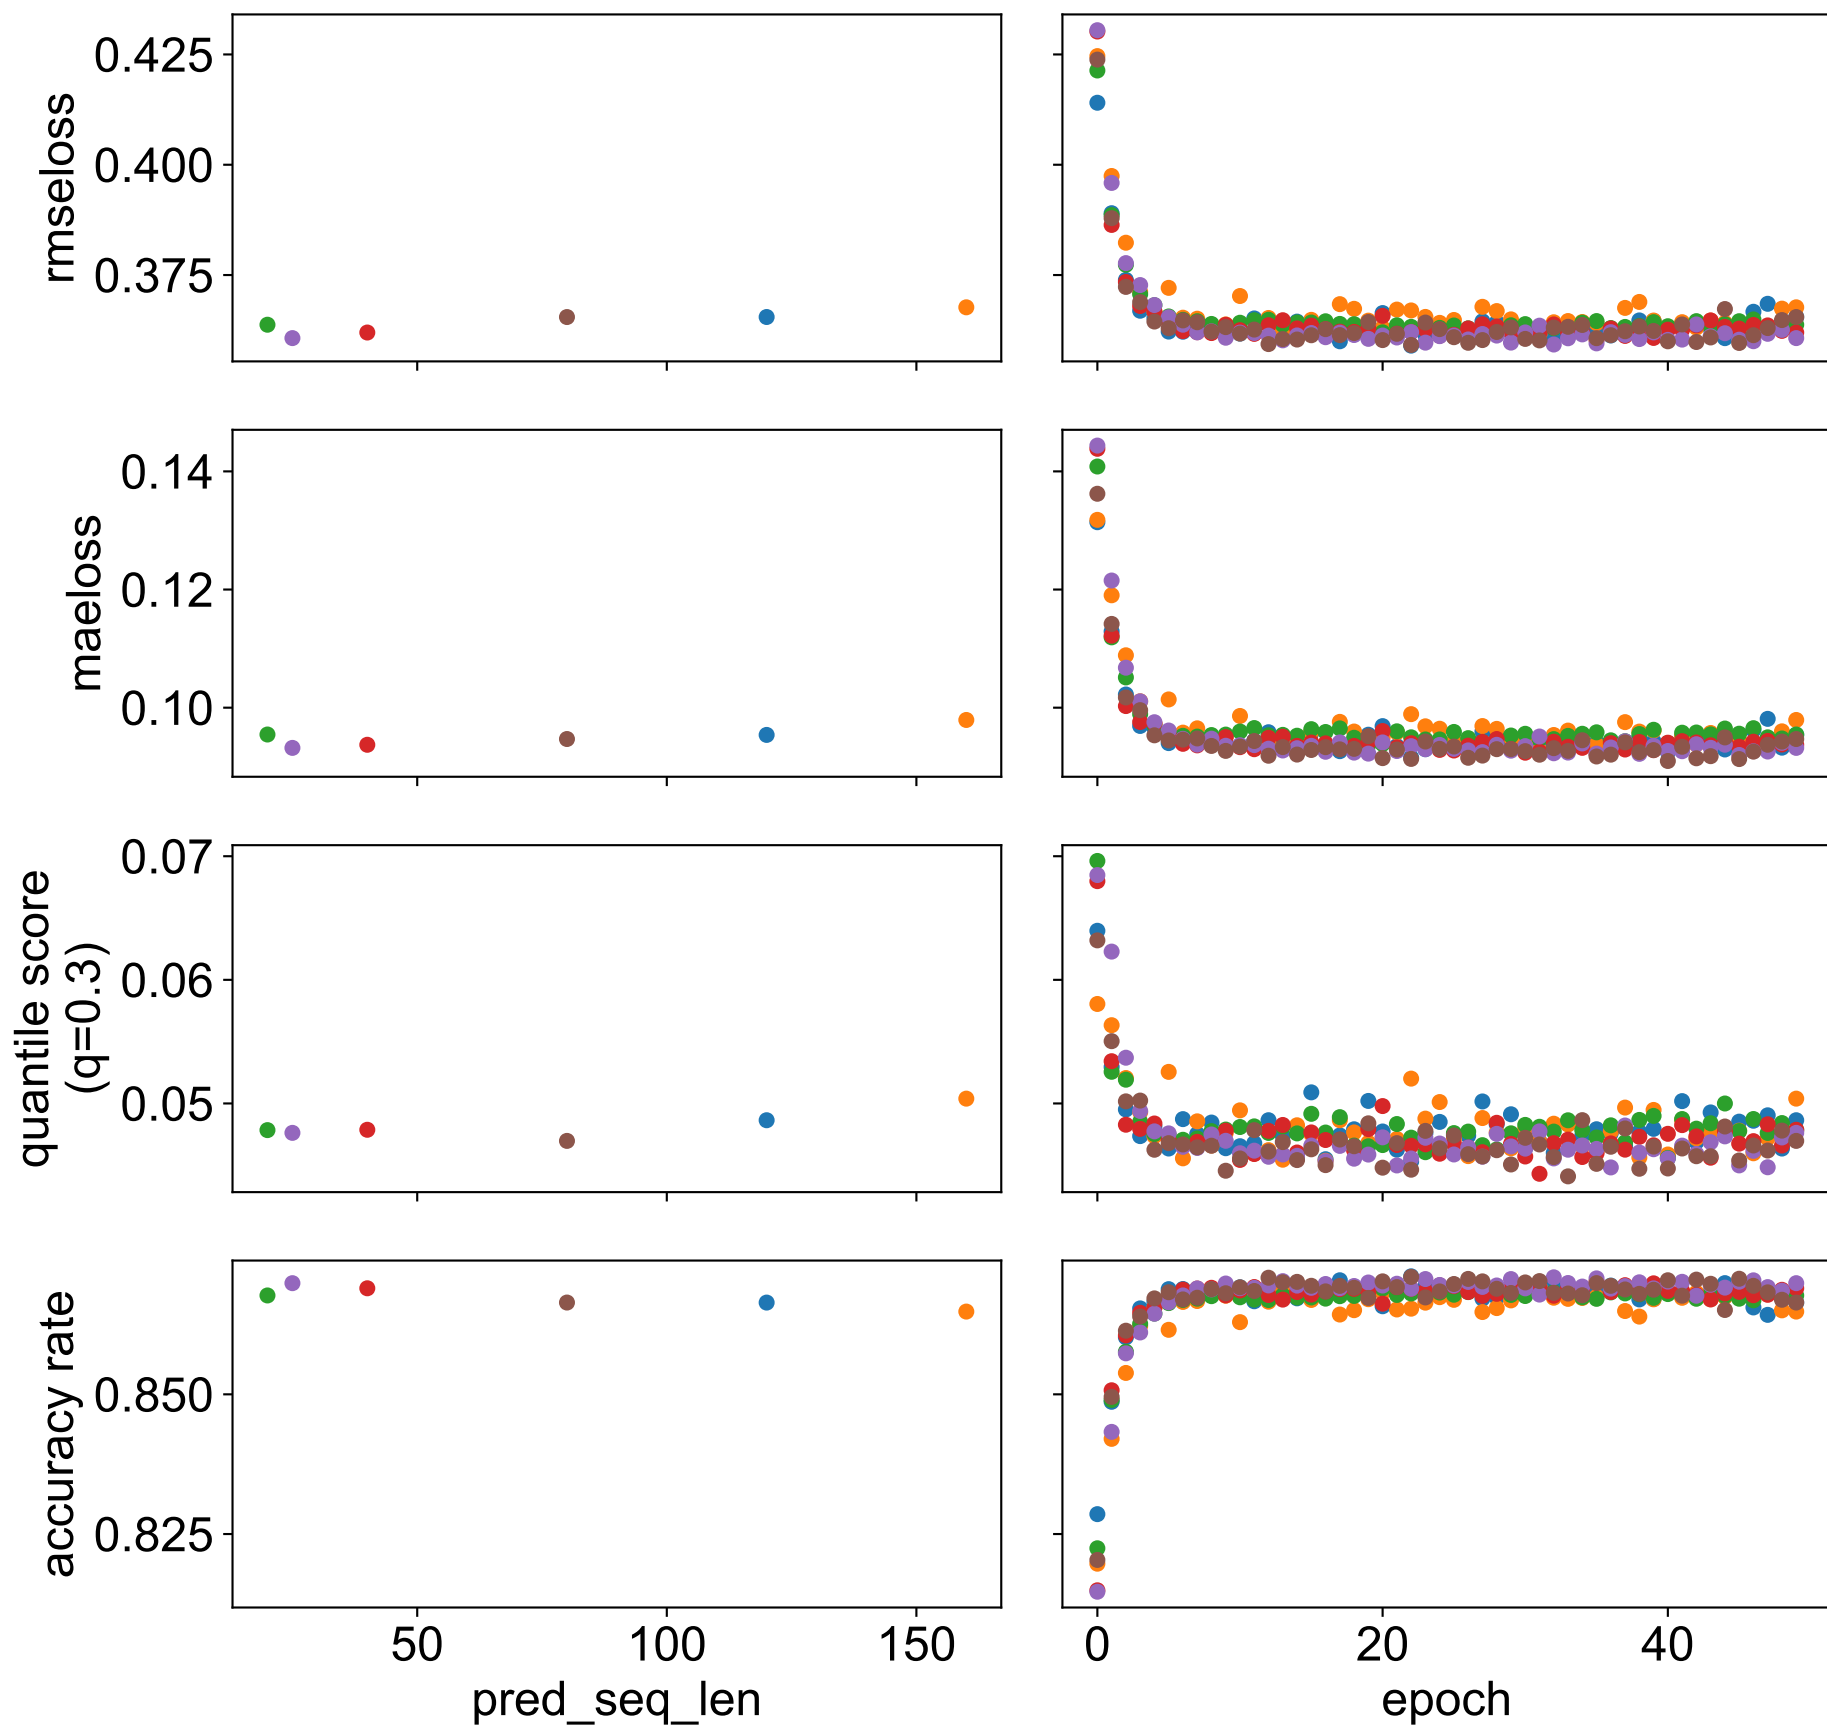 rmseloss
0.425
0.400
0.375
maeloss
0.14
0.12
0.10
quantile score
(q=0.3)
0.07
0.06
0.05
accuracy rate
0.850
0.825
50 100 150
pred_seq_len
0 20 40
epoch